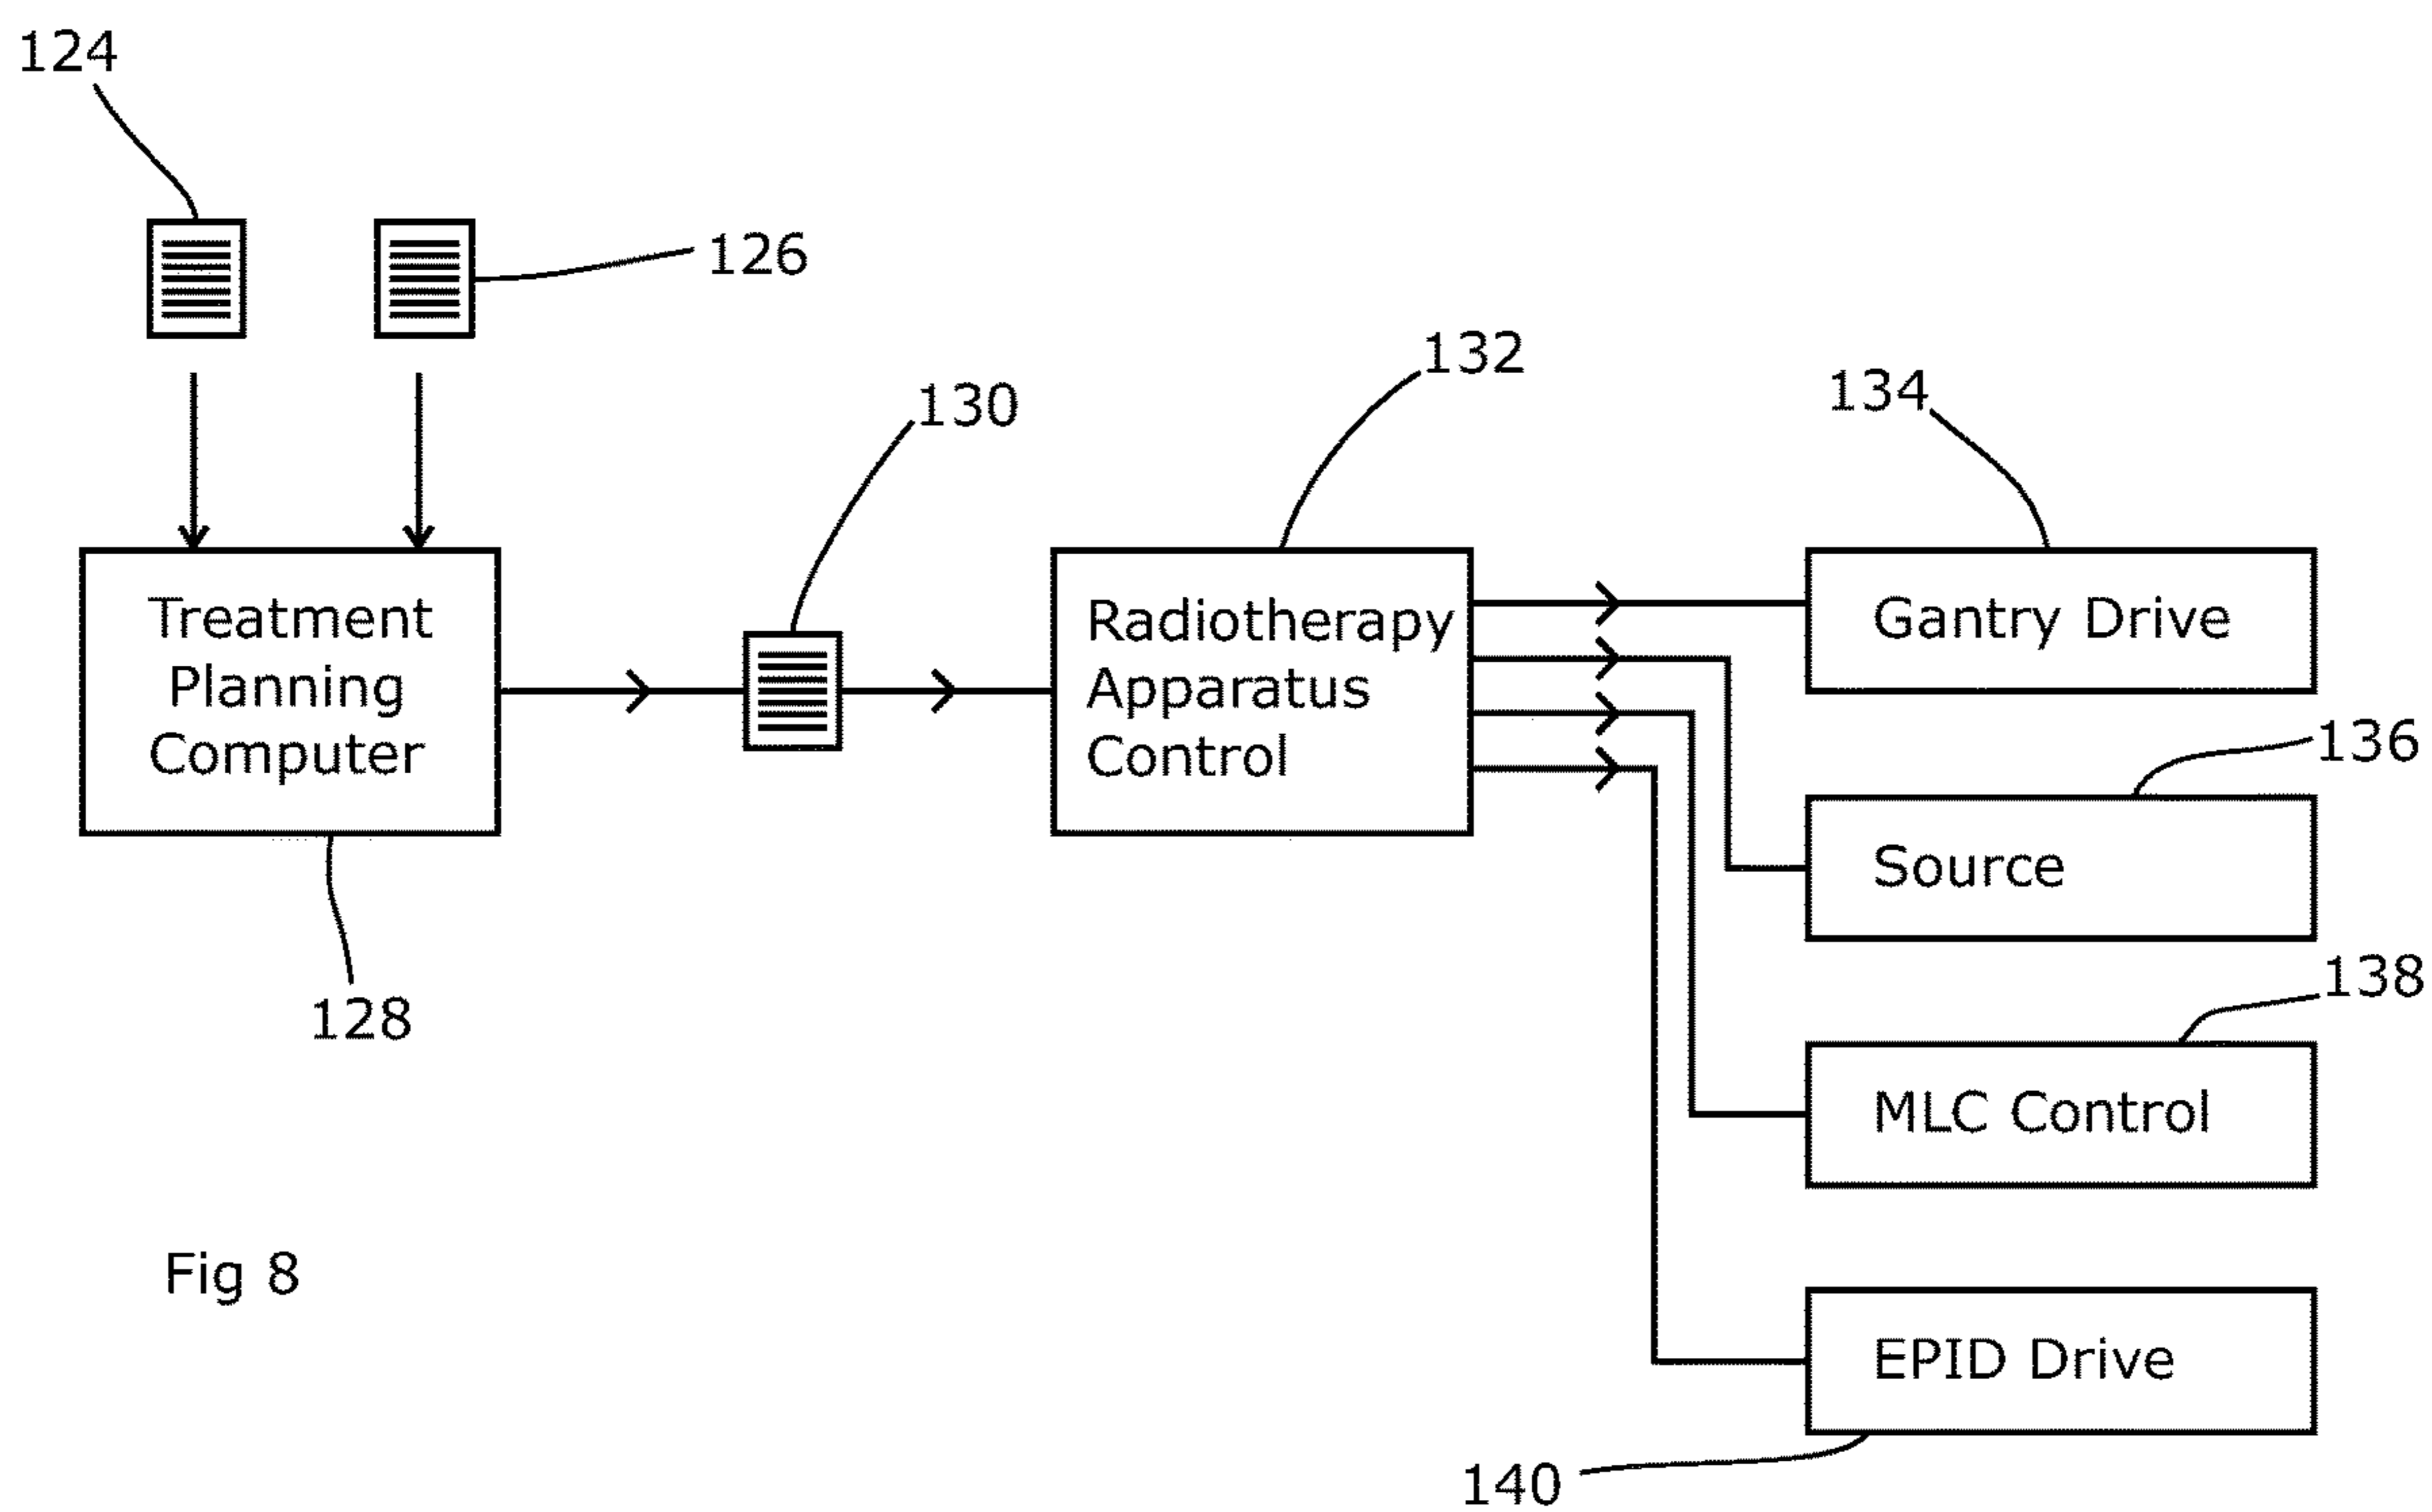 124
126
132
134
130
Treatment
Planning
Computer
Radiotherapy
Apparatus
Control
Gantry Drive
136
Source
138
128
MLC Control
Fig 8
EPID Drive
140